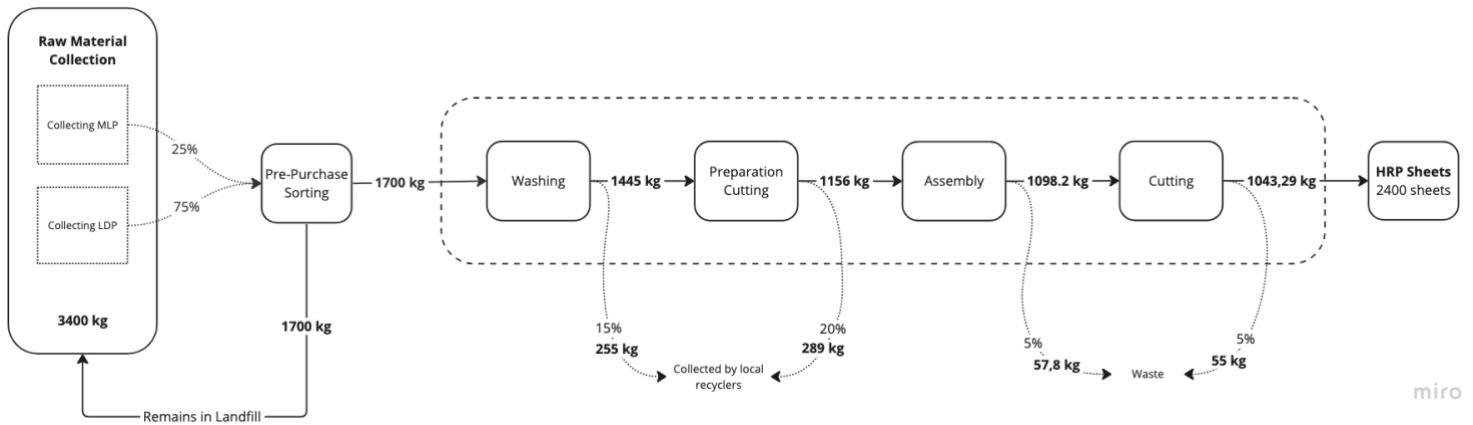 Raw Material
Collection
Collecting MLP
25%
Collecting LDP
75%
3400 kg
Pre-Purchase
Sorting
1700 kg
1700 kg
Remains in Landfill
Washing
1445 kg
Preparation
Cutting
1156 kg
Assembly
1098.2 kg
Cutting
1043,29 kg
HRP Sheets
2400 sheets
15%
255 kg
20%
289 kg
Collected by local
recyclers
5%
57,8 kg
Waste
5%
55 kg
miro